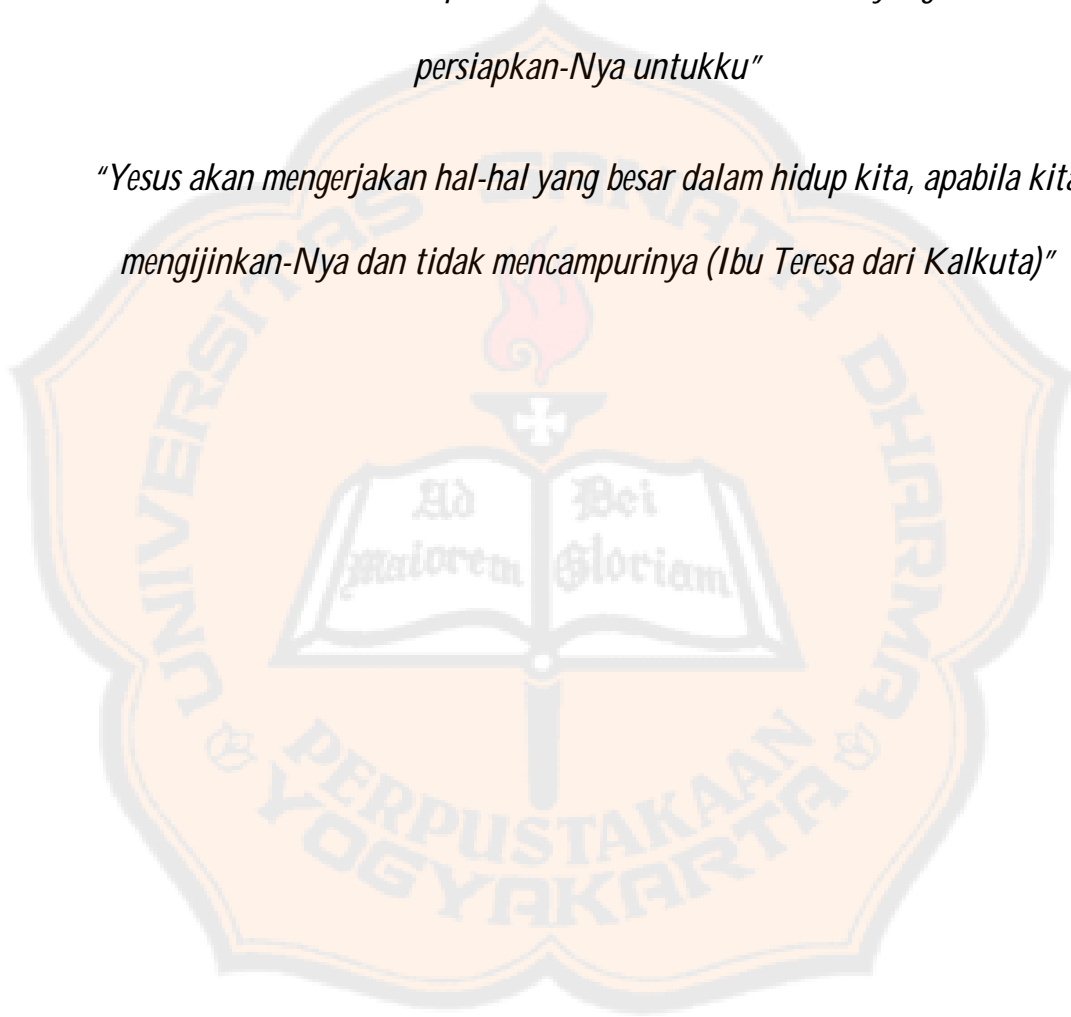 persiapkan-Nya untukku”
“Yesus akan mengerjakan hal-hal yang besar dalam hidup kita, apabila kita
mengijinkan-Nya dan tidak mencampurinya (Ibu Teresa dari Kalkuta)”
UNIVERSITAS SANATA DHARMA
Ad Dei
Maiorem Gloriam
PERPUSTAKAAN
YOGYAKARTA